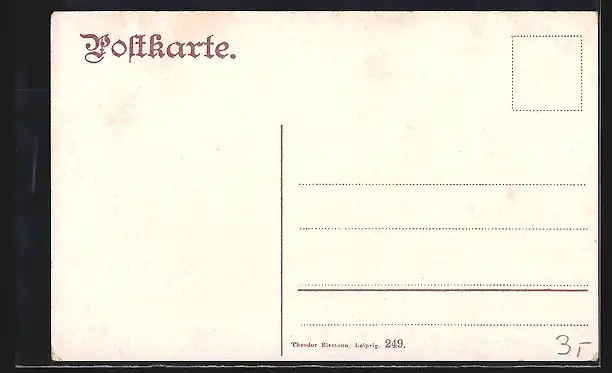 Postkarte.
Theodor Eismann, Leipzig. 249.
3,-